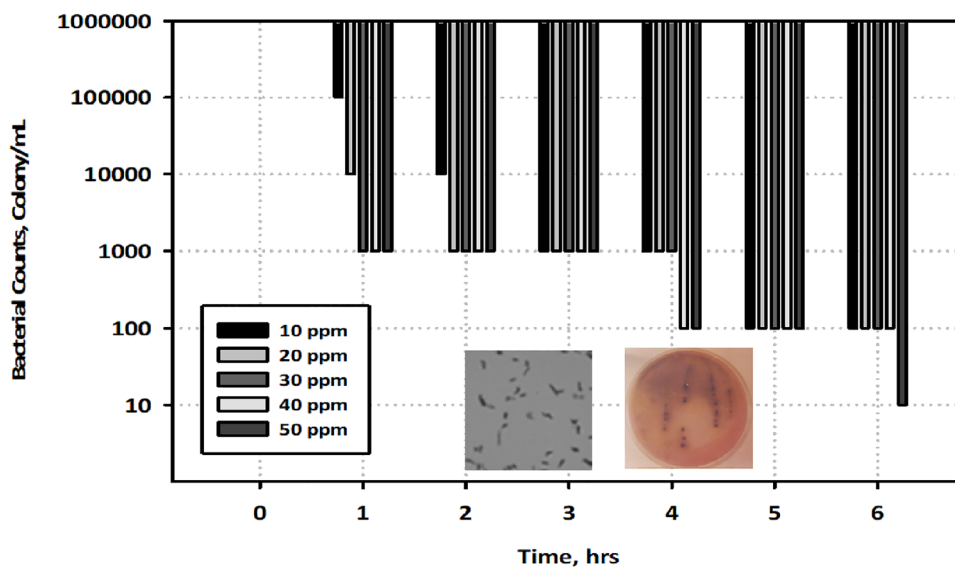 1000000
100000
10000
1000
100
10
Bacterial Counts, Colony/mL
10 ppm
20 ppm
30 ppm
40 ppm
50 ppm
0 1 2 3 4 5 6
Time, hrs